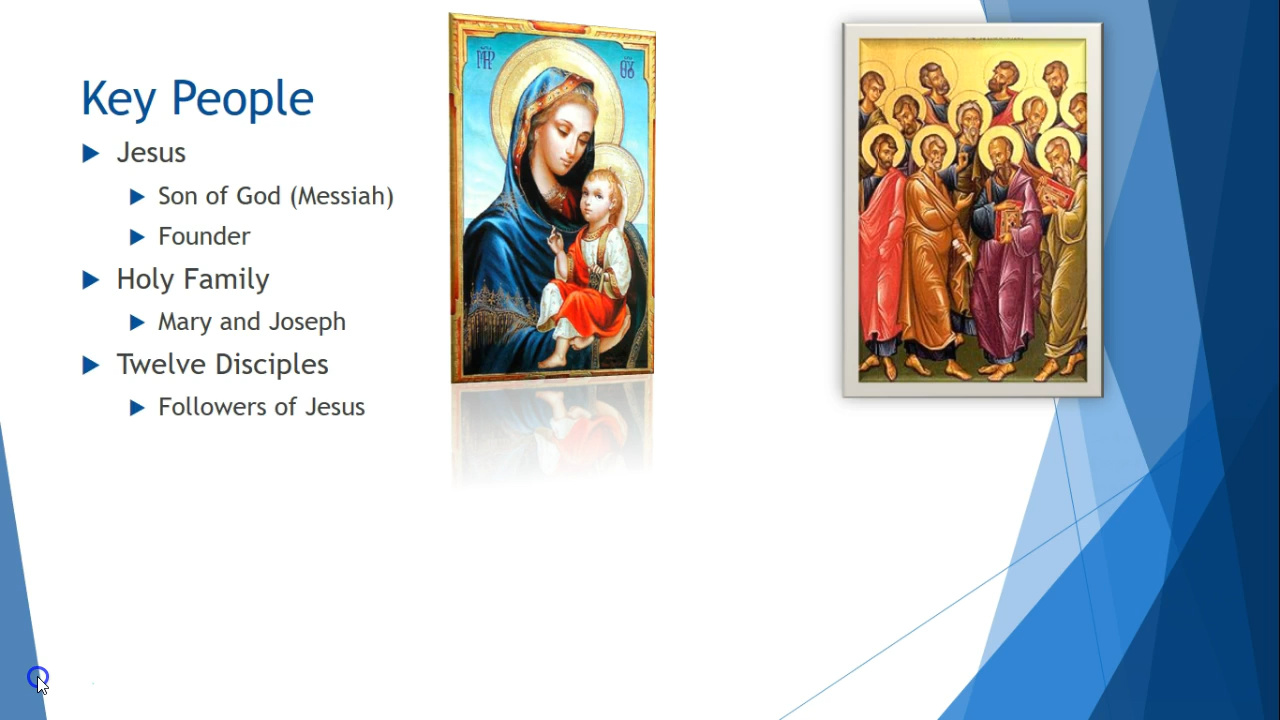 Key People
Jesus
Son of God (Messiah)
Founder
Holy Family
Mary and Joseph
Twelve Disciples
Followers of Jesus